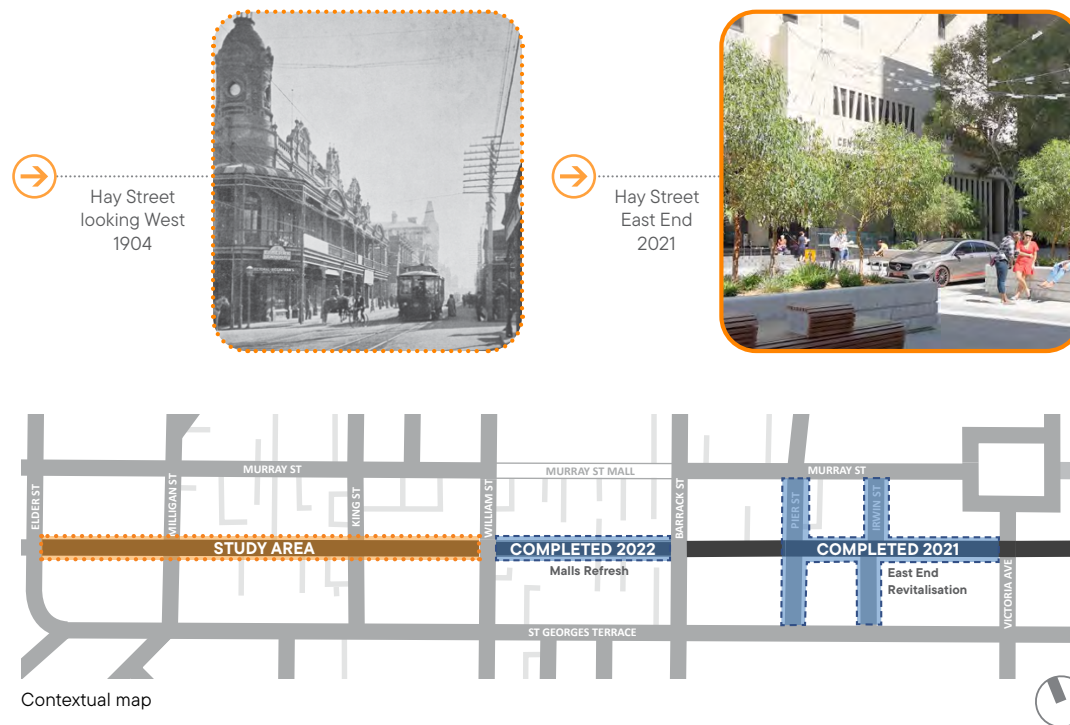 Hay Street
looking West
1904
Hay Street
East End
2021
CENT
MURRAY ST
MURRAY ST MALL
MURRAY ST
ELDER ST
MILLIGAN ST
KING ST
WILLIAM ST
BARRACK ST
PIER ST
IRWIN ST
VICTORIA AVE
STUDY AREA
COMPLETED 2022
Malls Refresh
COMPLETED 2021
East End
Revitalisation
ST GEORGES TERRACE
Contextual map